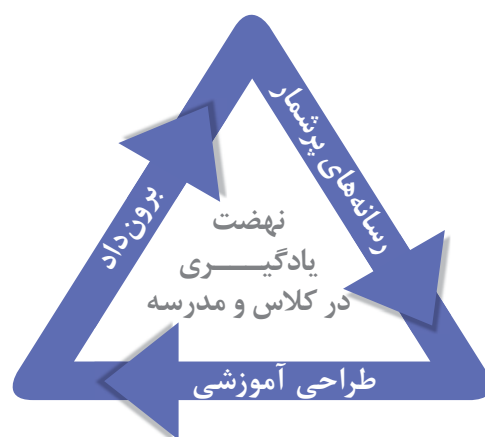 رسانه‌های پرشمار
طراحی آموزشی
برون‌داد
نهضت
یادگیـــــری
در کلاس و مدرسه